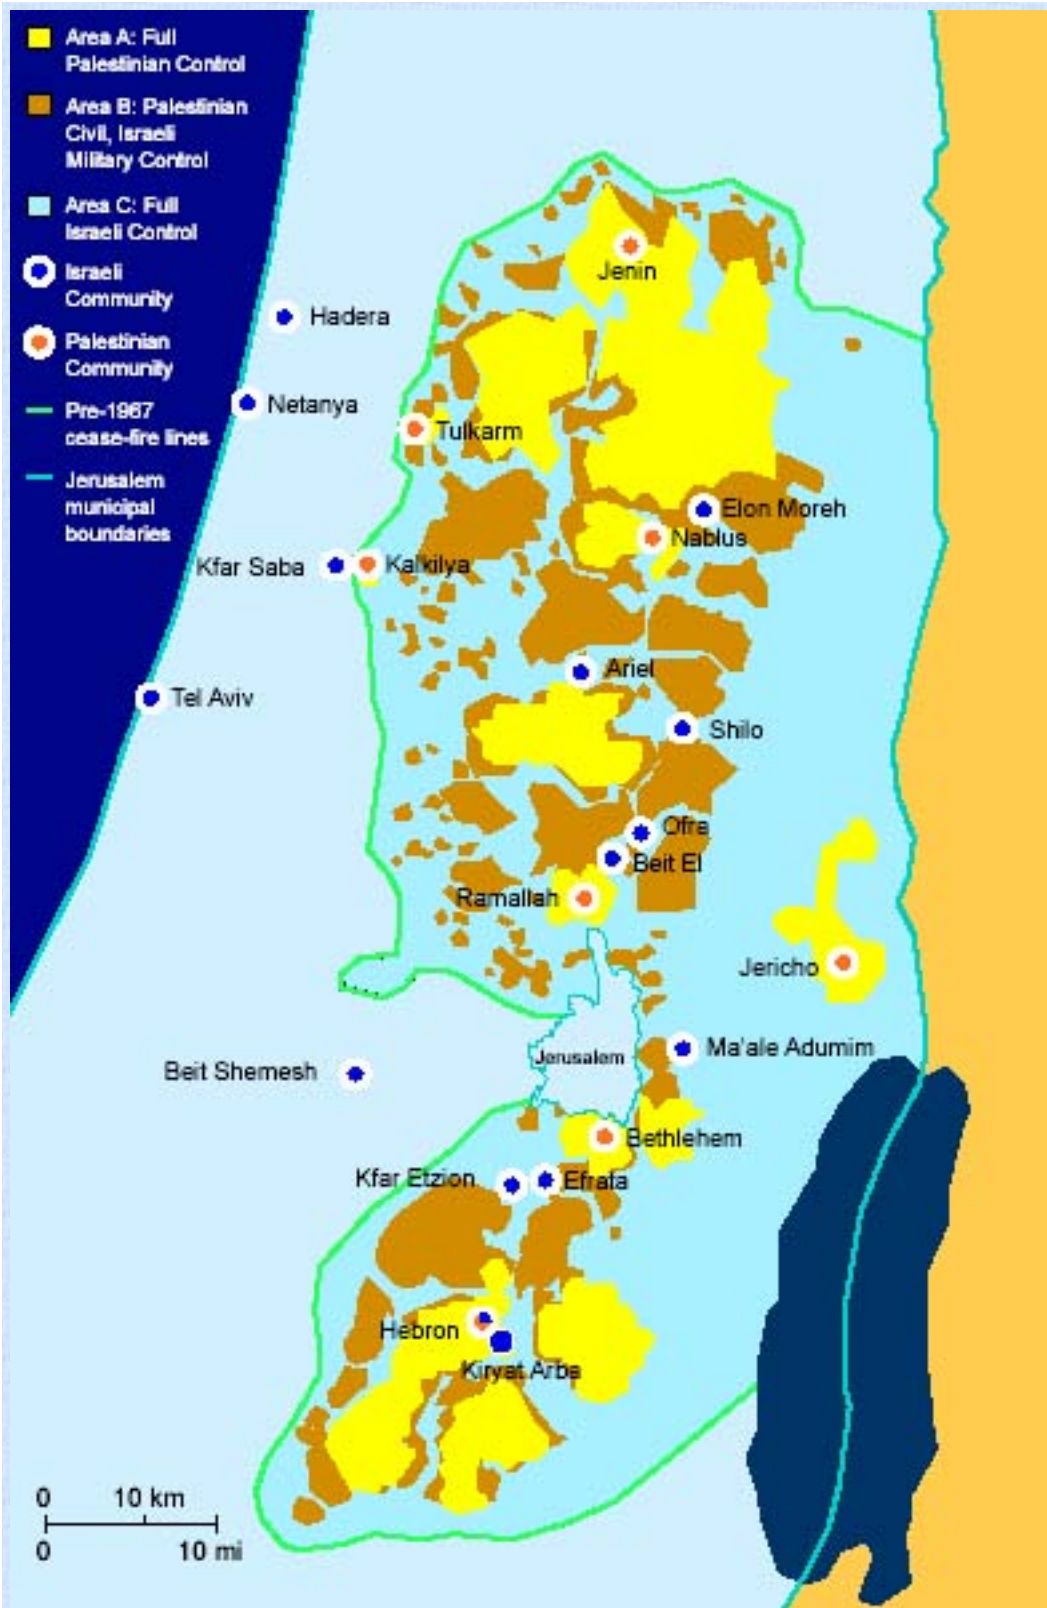 Area A: Full
Palestinian Control
Area B: Palestinian
Civil, Israeli
Military Control
Area C: Full
Israeli Control
Israeli
Community
Palestinian
Community
Pre-1967
cease-fire lines
Jerusalem
municipal
boundaries
Jenin
Hadera
Netanya
Tulkarm
Elon Moreh
Nablus
Kfar Saba
Kalkilya
Ariel
Tel Aviv
Shilo
Ofra
Beit El
Ramallah
Jericho
Ma'ale Adumim
Jerusalem
Beit Shemesh
Bethlehem
Kfar Etzion
Efrata
Hebron
Kiryat Arba
0 10 km
0 10 mi